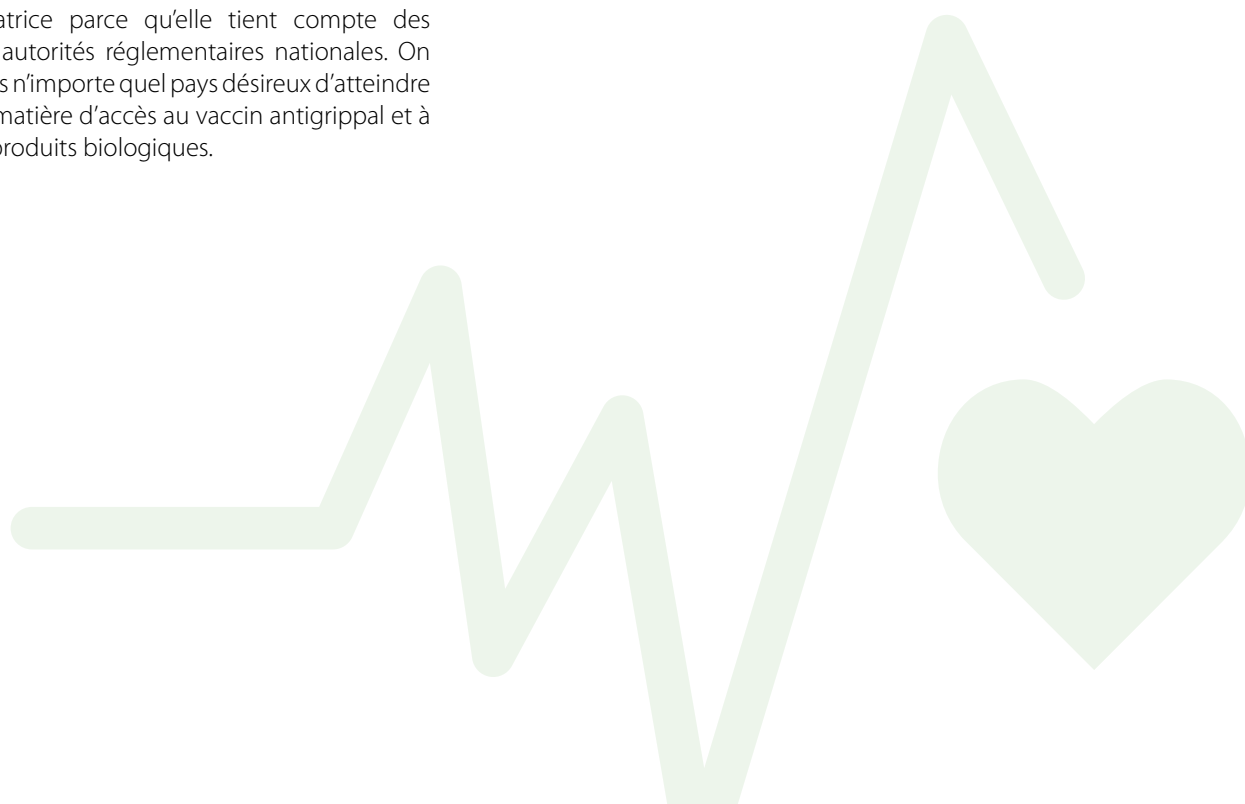 atrice parce qu’elle tient compte des
autorités réglementaires nationales. On
s n’importe quel pays désireux d’atteindre
matière d’accès au vaccin antigrippal et à
produits biologiques.